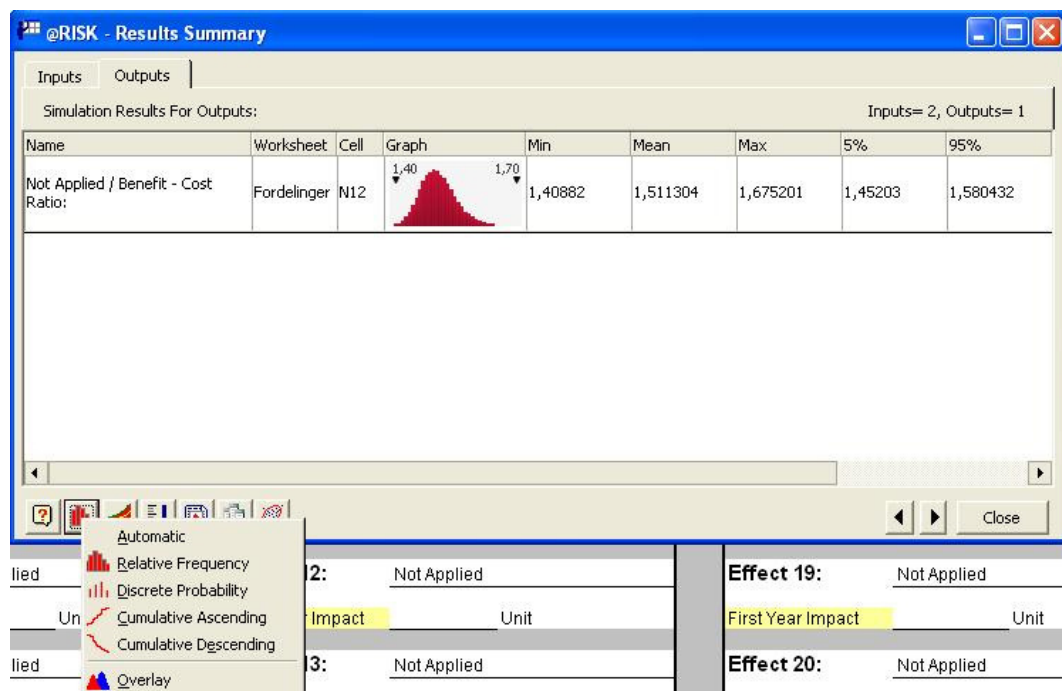 @RISK - Results Summary
Inputs Outputs
Simulation Results For Outputs: Inputs= 2, Outputs= 1
Name Worksheet Cell Graph Min Mean Max 5% 95%
Not Applied / Benefit - Cost Ratio: Fordelinger N12 1,40 1,70 1,40882 1,511304 1,675201 1,45203 1,580432
Close
Automatic
Relative Frequency
Discrete Probability
Cumulative Ascending
Cumulative Descending
Overlay
lied 2: Not Applied Effect 19: Not Applied
Un Impact Unit First Year Impact Unit
lied 3: Not Applied Effect 20: Not Applied